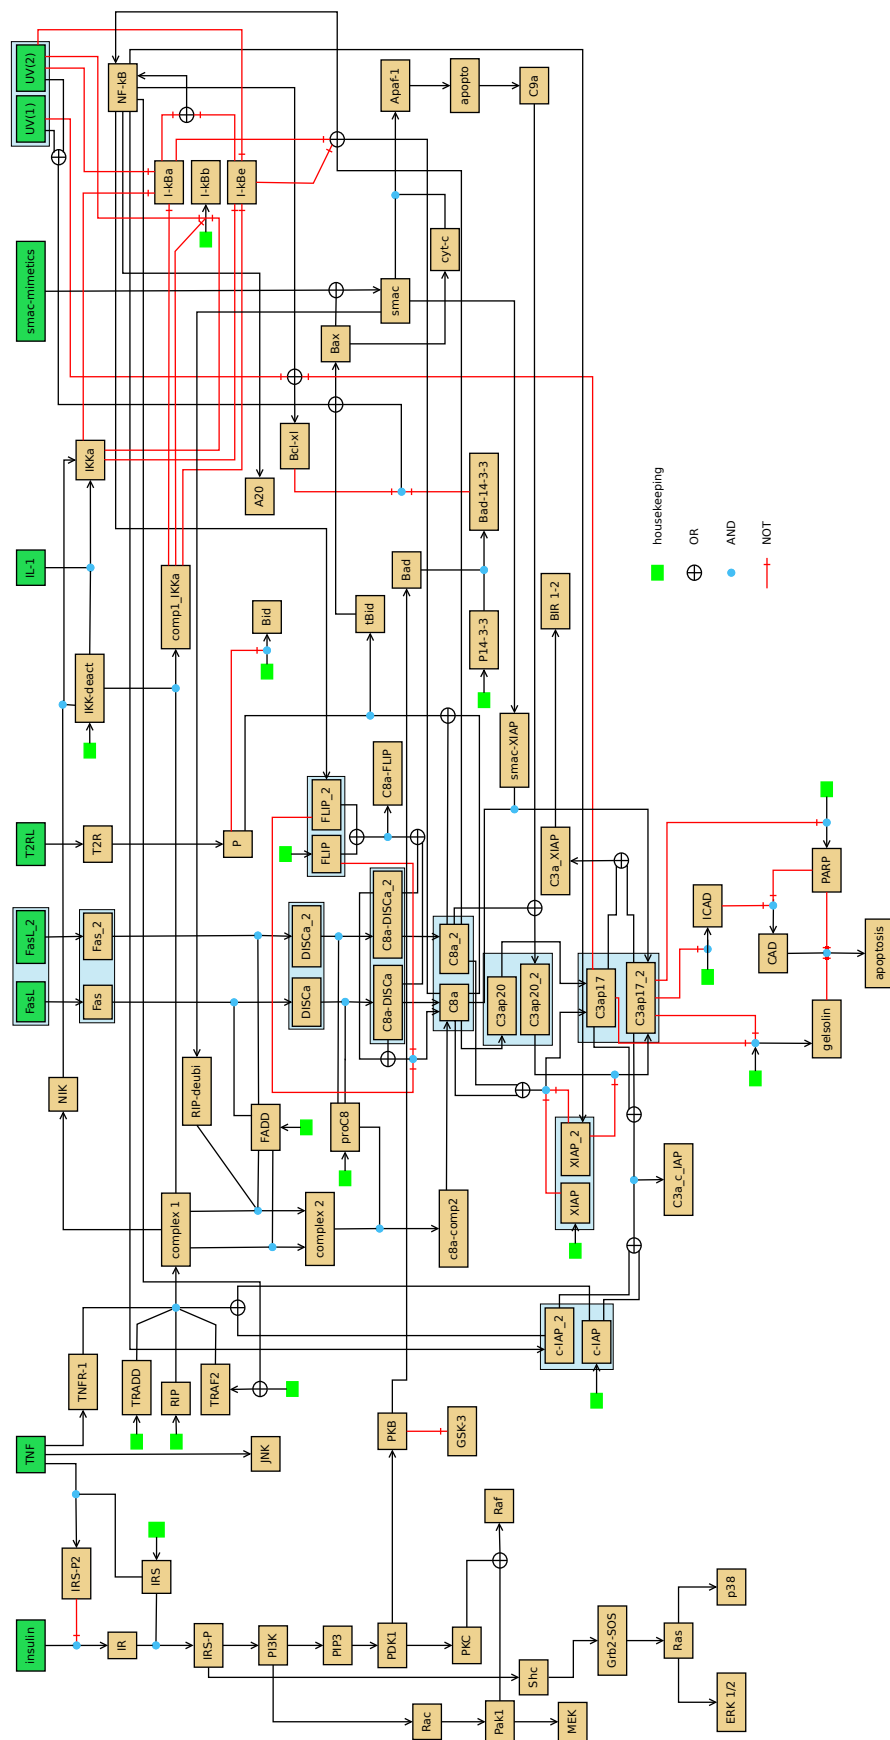 insulin
TNF
FasL
FasL_2
T2RL
IL-1
smac-mimetics
UV(1)
UV(2)
IRS-P2
TNFR-1
NIK
Fas
Fas_2
T2R
IKK-deact
IKKa
NF-kB
IR
IRS
TRADD
RIP
TRAF2
complex 1
comp1_IKKa
I-kBa
I-kBb
I-kBe
IRS-P
RIP-deubi
P
PI3K
JNK
FADD
Bid
A20
PIP3
complex 2
proC8
DISCa
DISCa_2
FLIP
FLIP_2
Bcl-xl
Bax
PDK1
PKB
C8a-DISCa
C8a-DISCa_2
C8a-FLIP
tBid
Bad
smac
Apaf-1
Rac
PKC
GSK-3
c8a-comp2
C8a
C8a_2
cyt-c
apopto
Pak1
Raf
P14-3-3
Bad-14-3-3
C3ap20
C3ap20_2
smac-XIAP
C9a
Shc
MEK
c-IAP_2
c-IAP
XIAP
XIAP_2
C3a_XIAP
BIR 1-2
C3ap17
C3ap17_2
Grb2-SOS
Ras
C3a_c_IAP
ICAD
ERK 1/2
p38
CAD
gelsolin
PARP
apoptosis
housekeeping
OR
AND
NOT